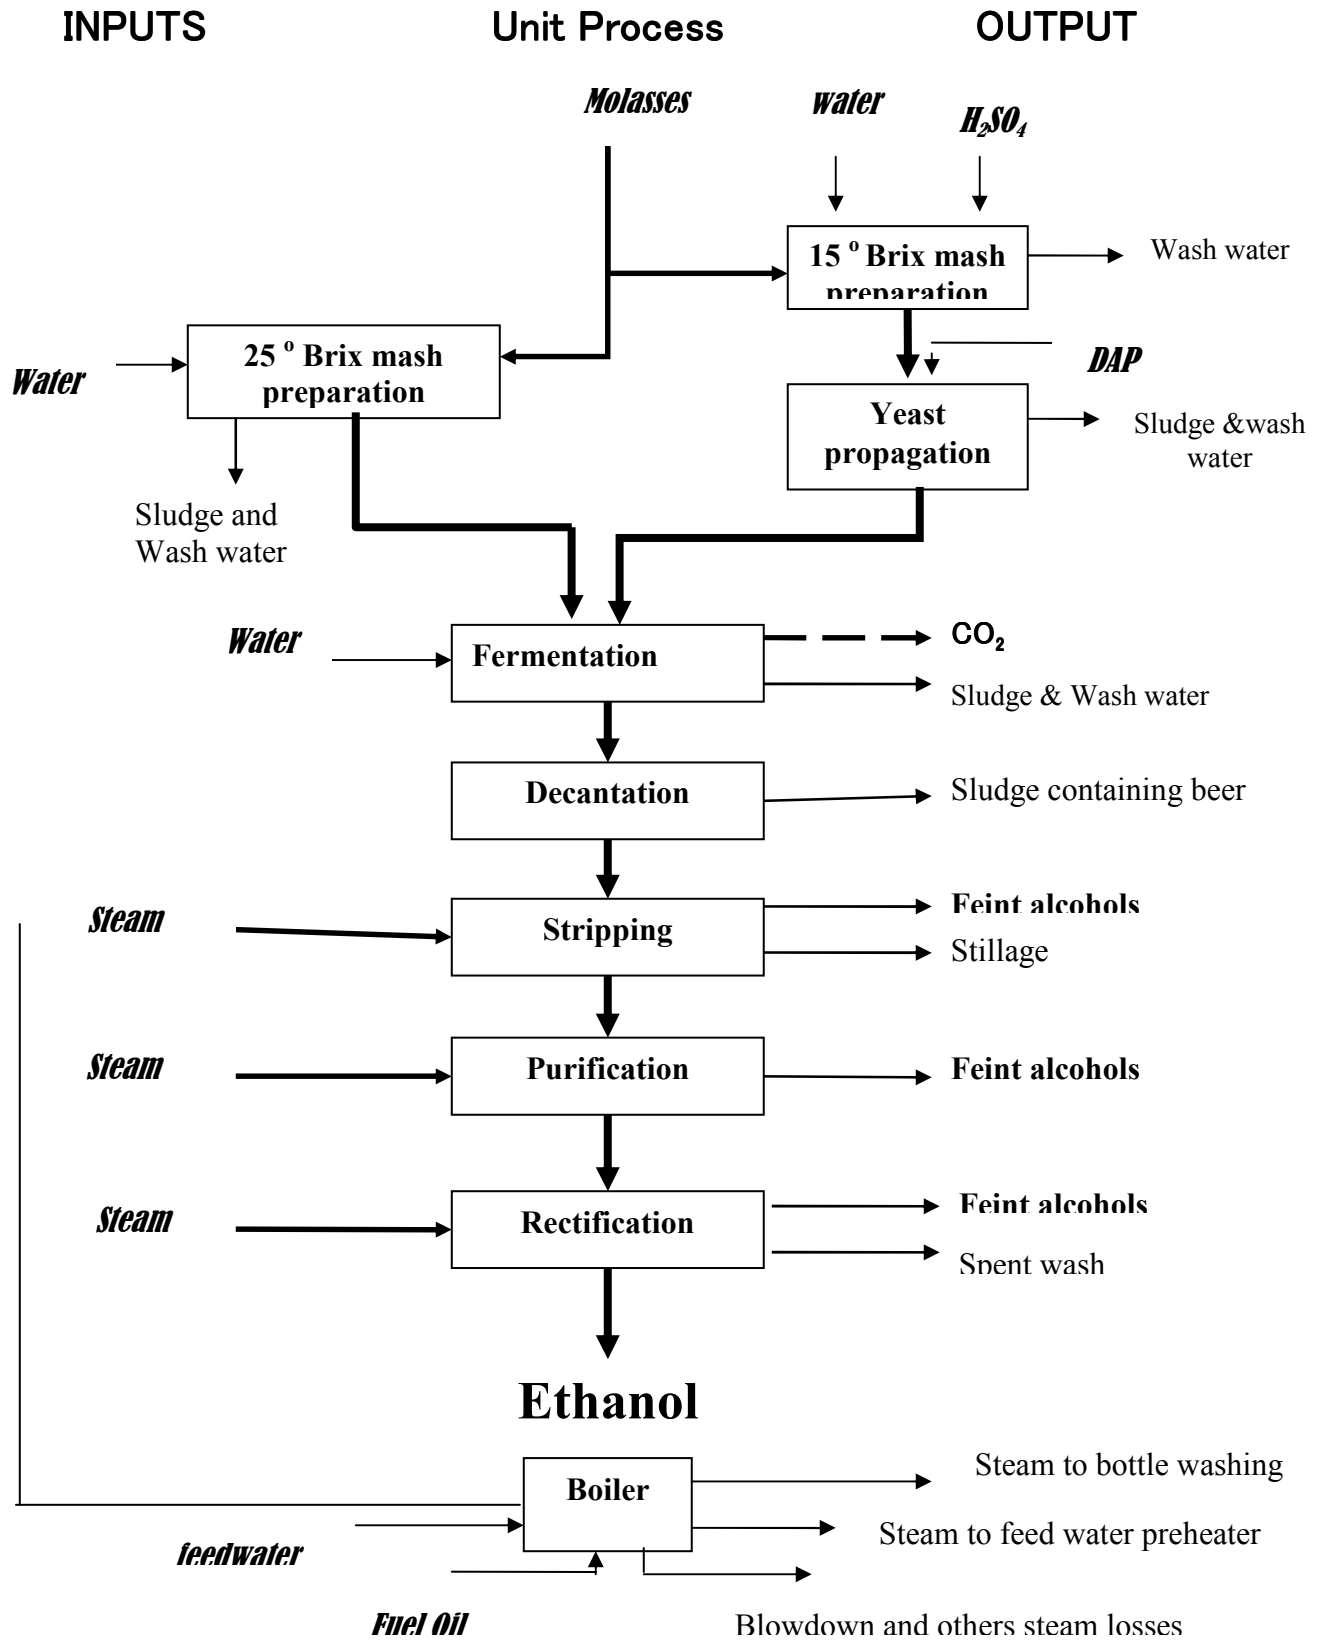 INPUTS Unit Process OUTPUT
Molasses
water
H₂SO₄
15 º Brix mash
preparation
Wash water
25 º Brix mash
preparation
Water
DAP
Yeast
propagation
Sludge &wash
water
Sludge and
Wash water
Water
Fermentation
CO₂
Sludge & Wash water
Decantation
Sludge containing beer
Steam
Stripping
Feint alcohols
Stillage
Steam
Purification
Feint alcohols
Steam
Rectification
Feint alcohols
Spent wash
Ethanol
Boiler
Steam to bottle washing
Steam to feed water preheater
feedwater
Fuel Oil
Blowdown and others steam losses